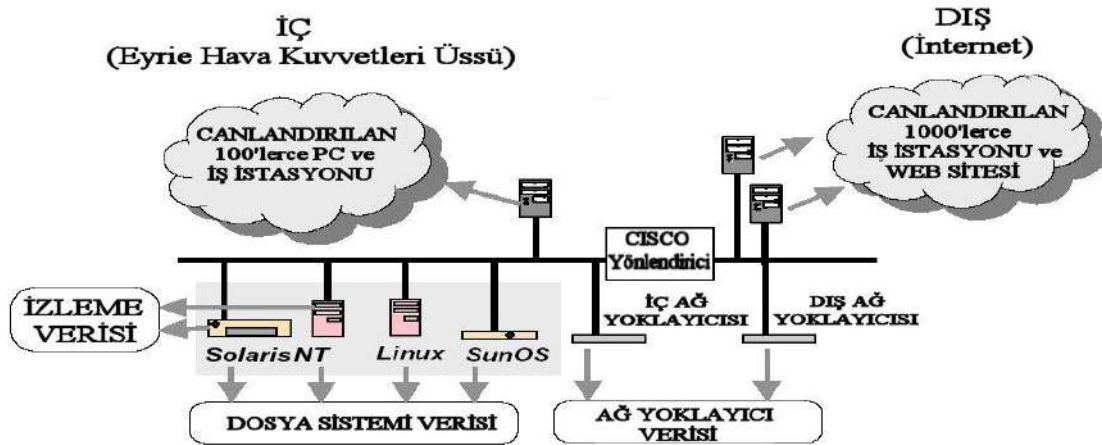 İÇ
(Eyrie Hava Kuvvetleri Üssü)
DIŞ
(İnternet)
CANLANDIRILAN
100'lerce PC ve
İŞ İSTASYONU
CANLANDIRILAN
1000'lerce
İŞ İSTASYONU ve
WEB SİTESİ
CISCO
Yönlendirici
İZLEME
VERİSİ
İÇ AĞ
YOKLAYICISI
DIŞ AĞ
YOKLAYICISI
Solaris NT Linux SunOS
DOSYA SİSTEMİ VERİSİ
AĞ YOKLAYICI
VERİSİ